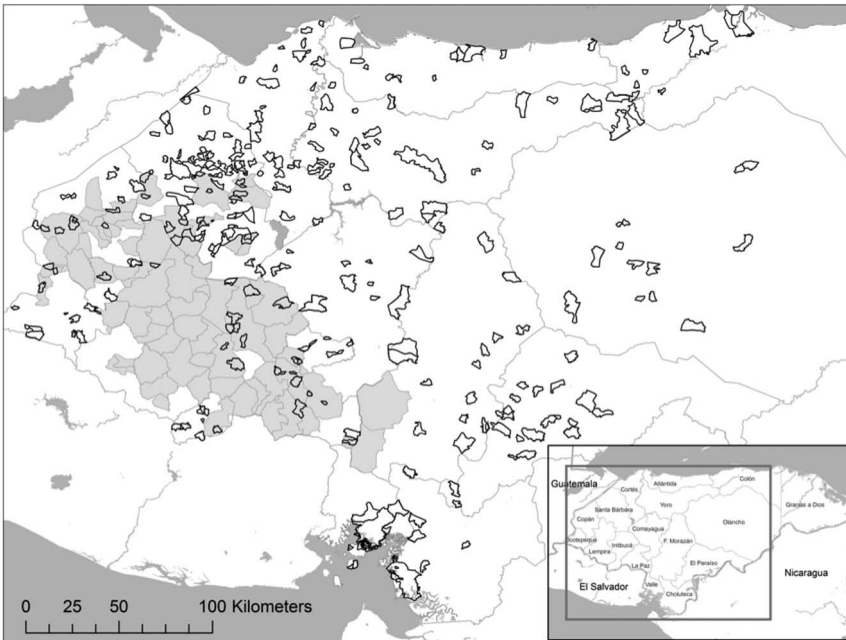 0 25 50 100 Kilometers
Guatemala
Cortés
Atlántida
Colón
Santa Bárbara
Yoro
Gracias a Dios
Copán
Comayagua
Olancho
Ocotepeque
Intibucá
F. Morazán
Lempira
La Paz
El Paraíso
El Salvador
Valle
Nicaragua
Choluteca